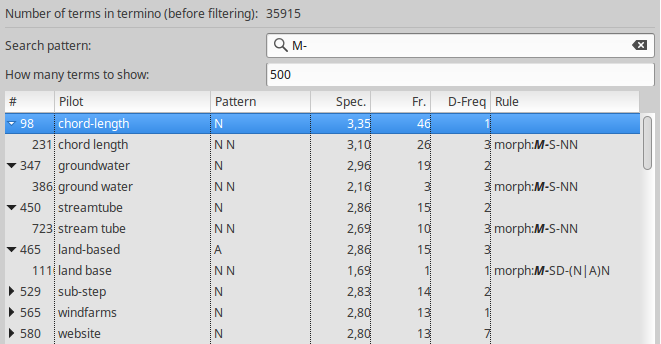 Number of terms in termino (before filtering): 35915
Search pattern: M-
How many terms to show: 500
# Pilot Pattern Spec. Fr. D-Freq Rule
98 chord-length N 3,35 46 1
231 chord length N N 3,10 26 3 morph:M-S-NN
347 groundwater N 2,96 19 2
386 ground water N N 2,16 3 3 morph:M-S-NN
450 streamtube N 2,86 15 2
723 stream tube N N 2,69 10 3 morph:M-S-NN
465 land-based A 2,86 15 3
111 land base N N 1,69 1 1 morph:M-SD-(N|A)N
529 sub-step N 2,83 14 2
565 windfarms N 2,80 13 1
580 website N 2,80 13 7